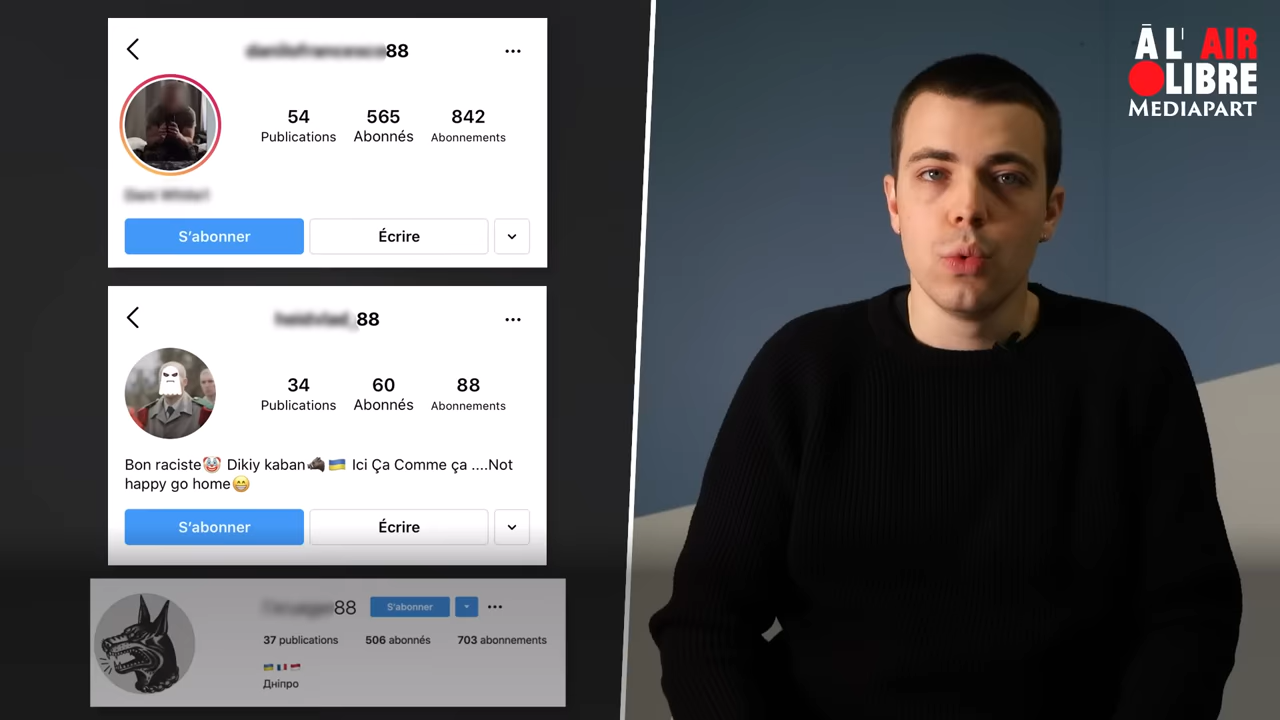 88
54 565 842
Publications Abonnés Abonnements
S'abonner Écrire
88
34 60 88
Publications Abonnés Abonnements
Bon raciste🤡 Dikiy kaban🐗🇺🇦 Ici Ça Comme ça ....Not
happy go home😁
S'abonner Écrire
88 S'abonner
37 publications 506 abonnés 703 abonnements
Дніпро
À L' AIR
LIBRE
MEDIAPART